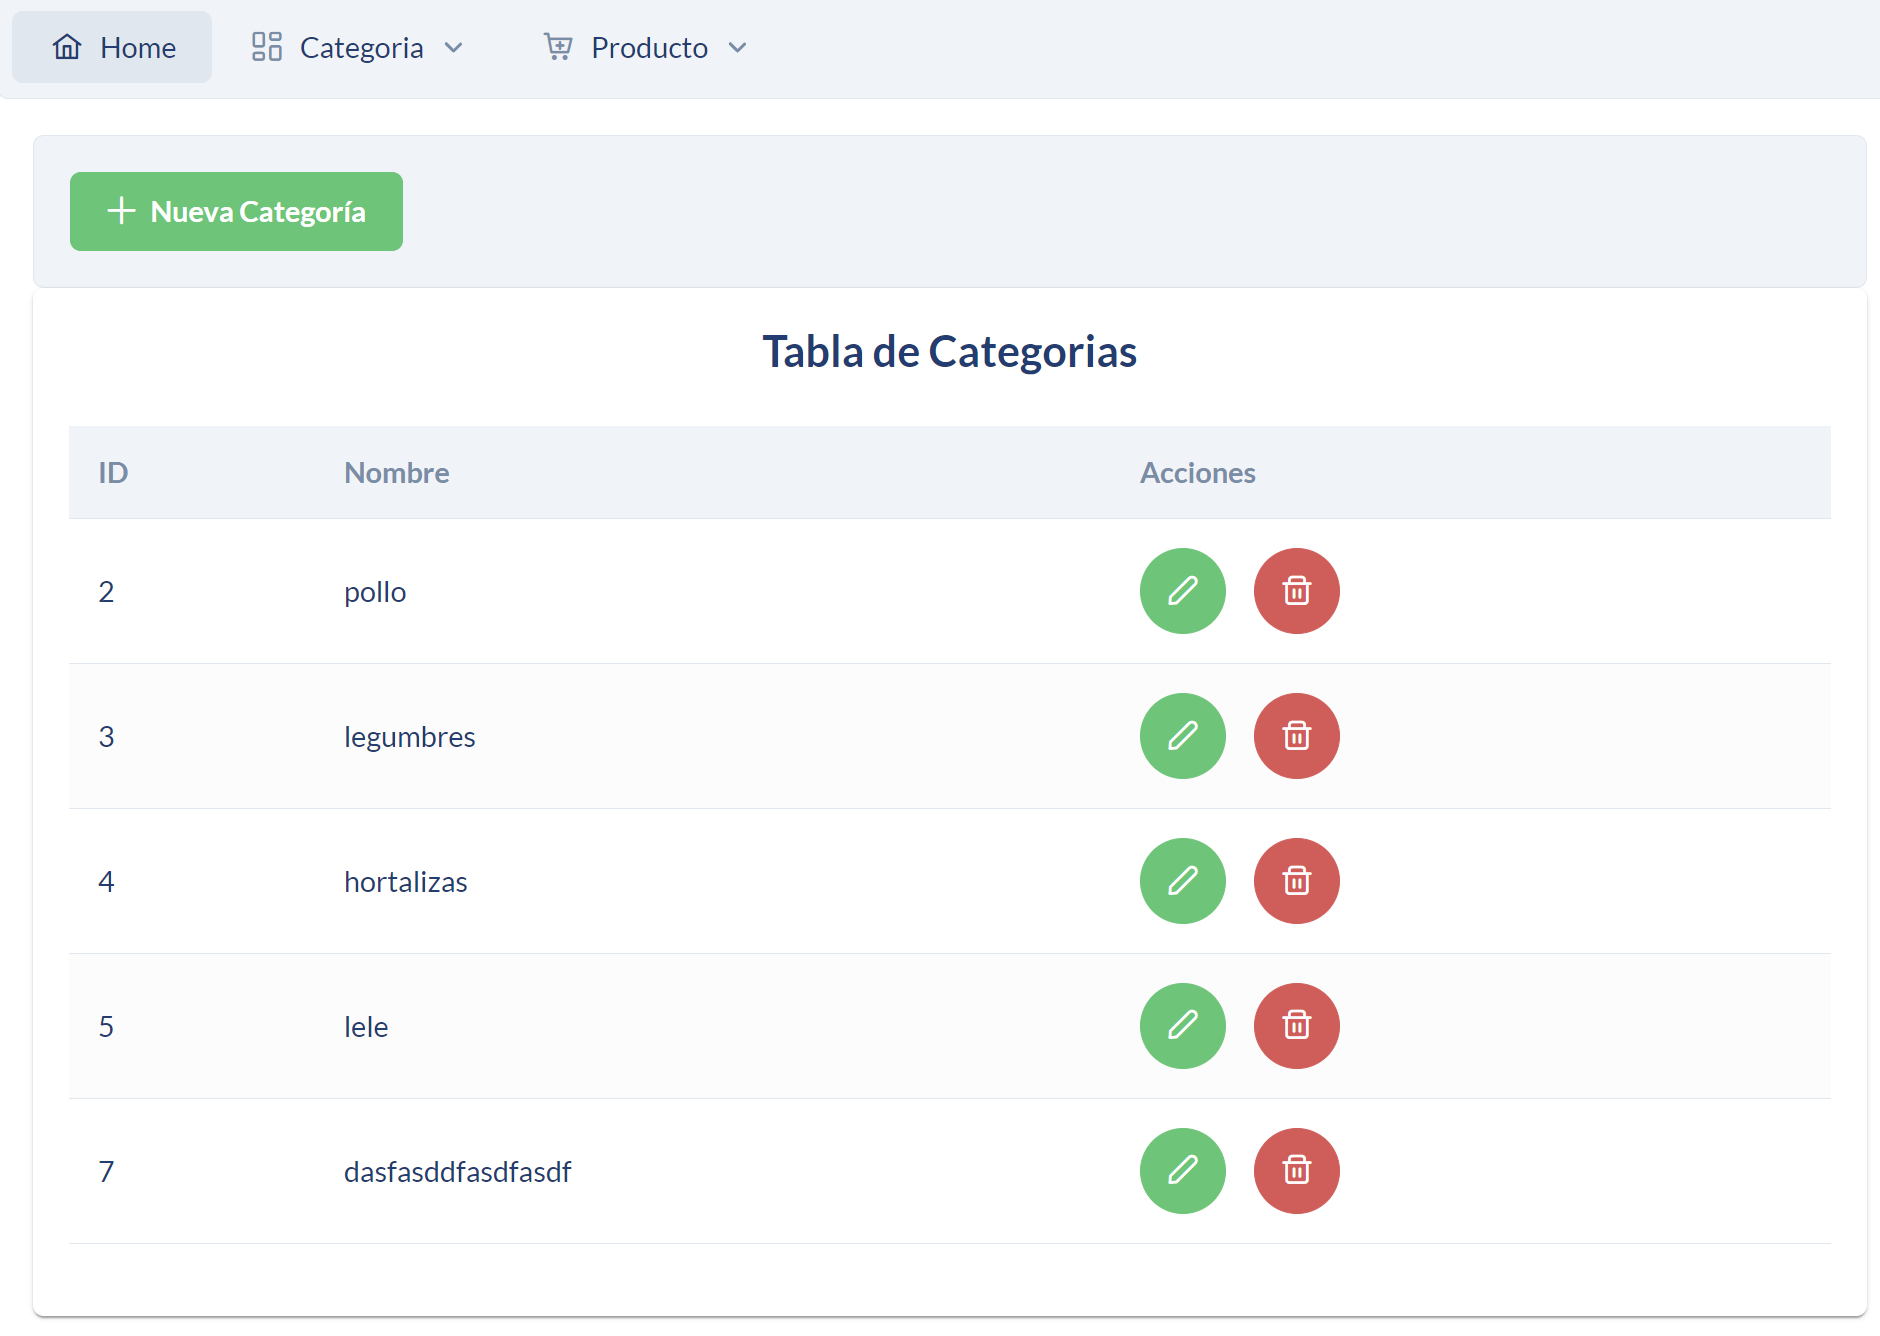 Home Categoria Producto
Nueva Categoría
Tabla de Categorias
ID Nombre Acciones
2 pollo
3 legumbres
4 hortalizas
5 lele
7 dasfasddfasdfasdf